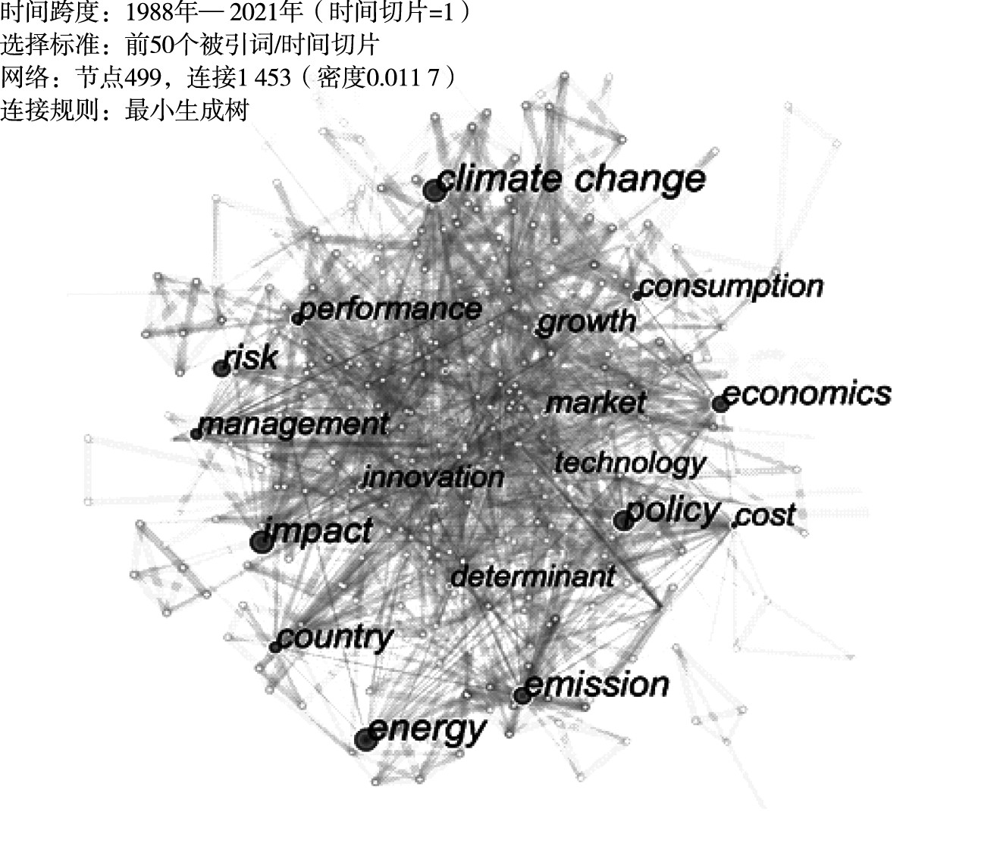 时间跨度：1988年— 2021年（时间切片=1）
选择标准：前50个被引词/时间切片
网络：节点499，连接1 453（密度0.011 7）
连接规则：最小生成树
climate change
consumption
performance
growth
risk
economics
market
management
technology
innovation
policy
cost
impact
determinant
country
emission
energy